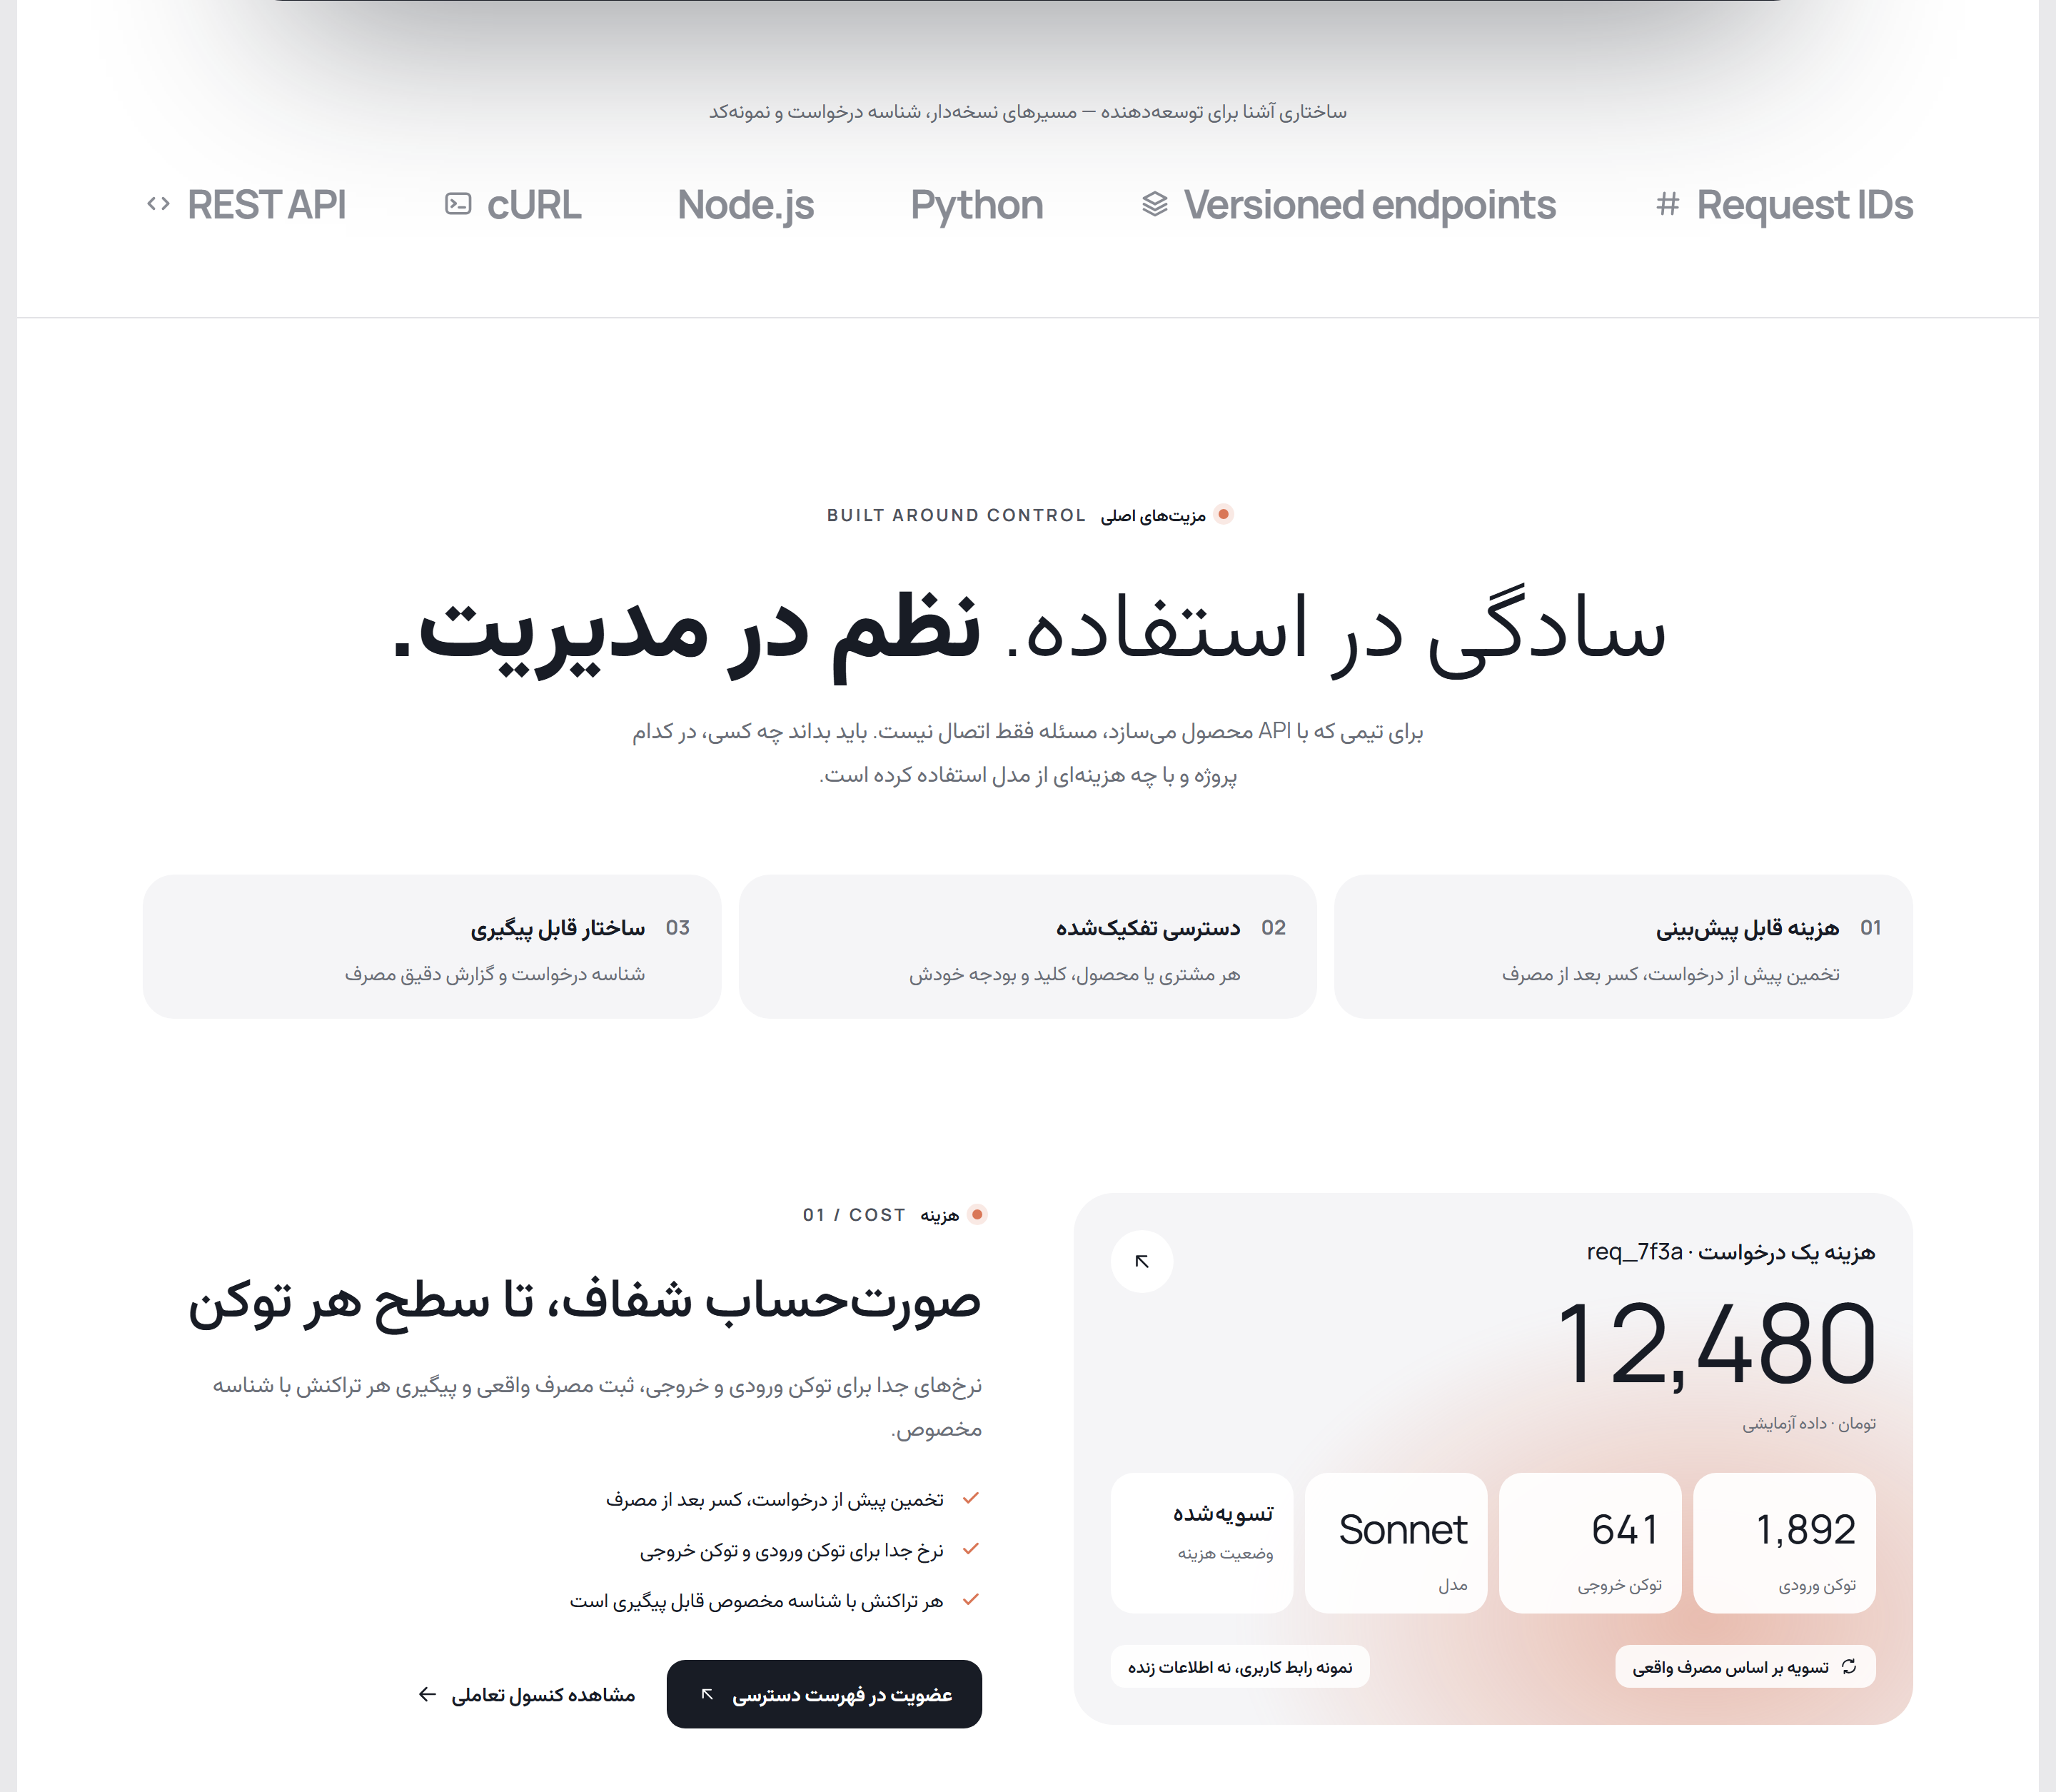 ساختاری آشنا برای توسعه‌دهنده — مسیرهای نسخه‌دار، شناسه درخواست و نمونه‌کد
REST API
cURL
Node.js
Python
Versioned endpoints
Request IDs
مزیت‌های اصلی BUILT AROUND CONTROL
سادگی در استفاده. نظم در مدیریت.
برای تیمی که با API محصول می‌سازد، مسئله فقط اتصال نیست. باید بداند چه کسی، در کدام
پروژه و با چه هزینه‌ای از مدل استفاده کرده است.
01 هزینه قابل پیش‌بینی
تخمین پیش از درخواست، کسر بعد از مصرف
02 دسترسی تفکیک‌شده
هر مشتری یا محصول، کلید و بودجه خودش
03 ساختار قابل پیگیری
شناسه درخواست و گزارش دقیق مصرف
هزینه یک درخواست · req_7f3a
12,480
تومان · داده آزمایشی
1,892
توکن ورودی
641
توکن خروجی
Sonnet
مدل
تسویه‌شده
وضعیت هزینه
تسویه بر اساس مصرف واقعی
نمونه رابط کاربری، نه اطلاعات زنده
هزینه 01 / COST
صورت‌حساب شفاف، تا سطح هر توکن
نرخ‌های جدا برای توکن ورودی و خروجی، ثبت مصرف واقعی و پیگیری هر تراکنش با شناسه
مخصوص.
تخمین پیش از درخواست، کسر بعد از مصرف
نرخ جدا برای توکن ورودی و توکن خروجی
هر تراکنش با شناسه مخصوص قابل پیگیری است
عضویت در فهرست دسترسی
مشاهده کنسول تعاملی